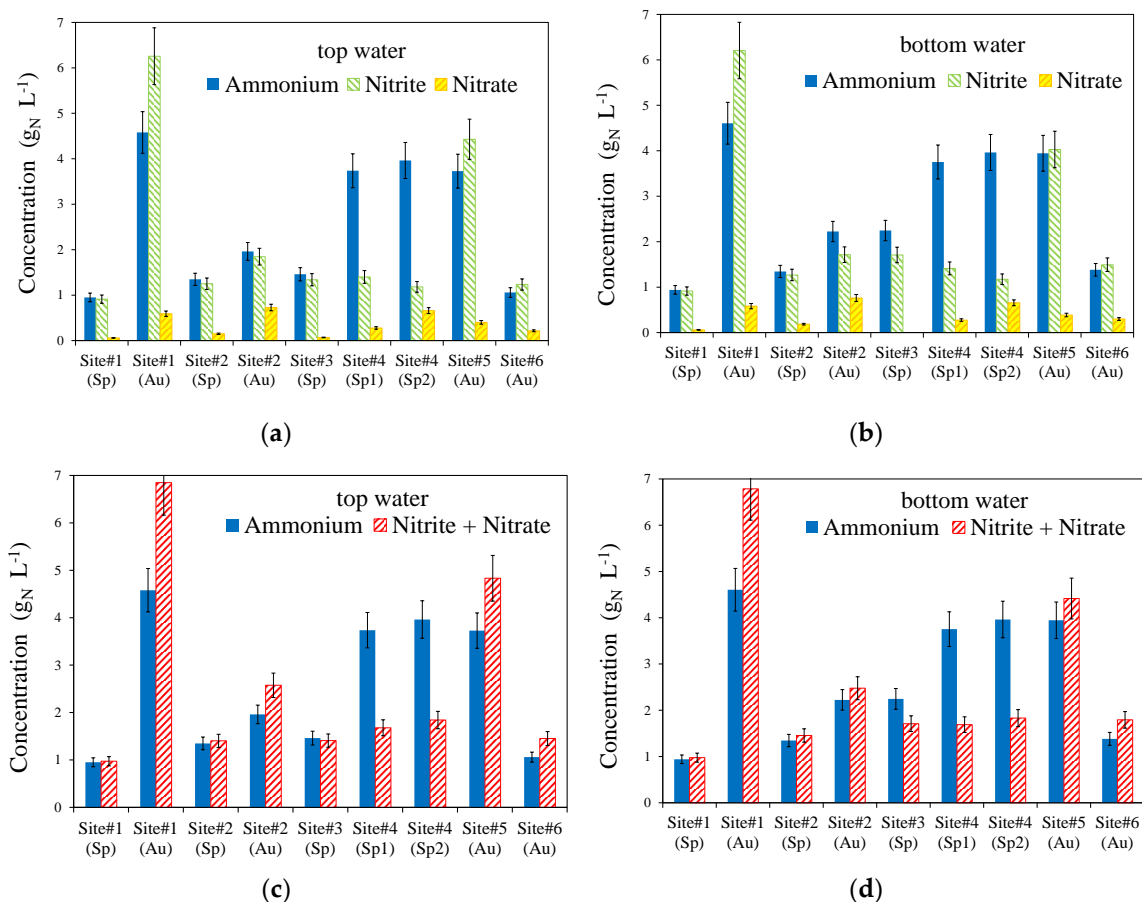 top water
Ammonium Nitrite Nitrate
Concentration (g_N L⁻¹)
7
6
5
4
3
2
1
0
Site#1 Site#1 Site#2 Site#2 Site#3 Site#4 Site#4 Site#5 Site#6
(Sp) (Au) (Sp) (Au) (Sp) (Sp1) (Sp2) (Au) (Au)
(a)
bottom water
Ammonium Nitrite Nitrate
Concentration (g_N L⁻¹)
7
6
5
4
3
2
1
0
Site#1 Site#1 Site#2 Site#2 Site#3 Site#4 Site#4 Site#5 Site#6
(Sp) (Au) (Sp) (Au) (Sp) (Sp1) (Sp2) (Au) (Au)
(b)
top water
Ammonium Nitrite + Nitrate
Concentration (g_N L⁻¹)
7
6
5
4
3
2
1
0
Site#1 Site#1 Site#2 Site#2 Site#3 Site#4 Site#4 Site#5 Site#6
(Sp) (Au) (Sp) (Au) (Sp) (Sp1) (Sp2) (Au) (Au)
(c)
bottom water
Ammonium Nitrite + Nitrate
Concentration (g_N L⁻¹)
7
6
5
4
3
2
1
0
Site#1 Site#1 Site#2 Site#2 Site#3 Site#4 Site#4 Site#5 Site#6
(Sp) (Au) (Sp) (Au) (Sp) (Sp1) (Sp2) (Au) (Au)
(d)